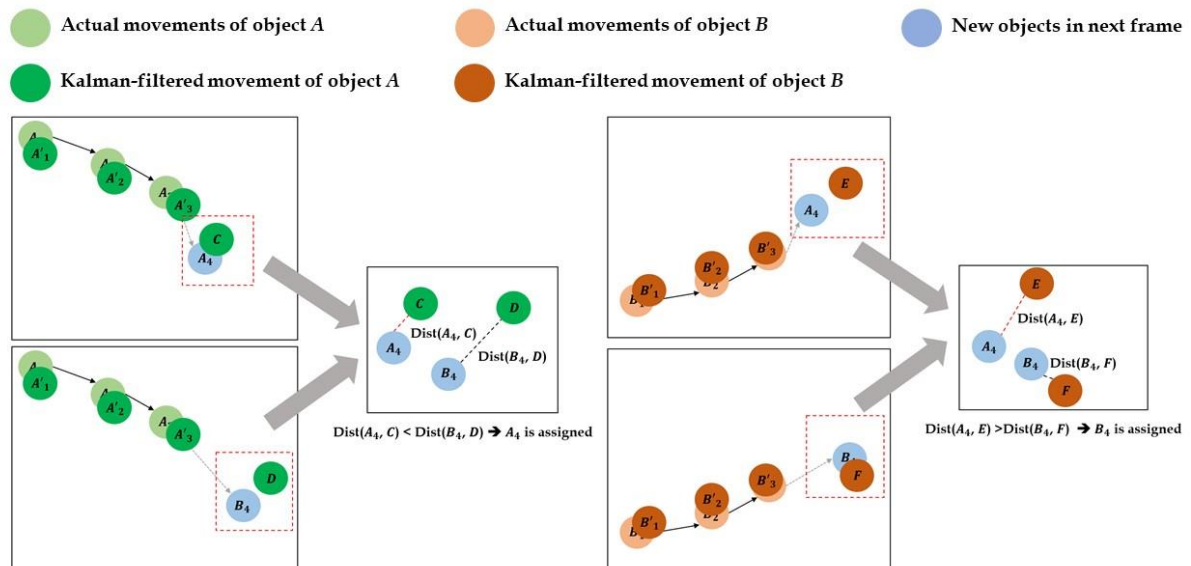 Actual movements of object A
Actual movements of object B
New objects in next frame
Kalman-filtered movement of object A
Kalman-filtered movement of object B
A'₁
A'₂
A'₃
C
A₄
A'₁
A'₂
A'₃
D
B₄
C
D
A₄
Dist(A₄, C)
Dist(B₄, D)
B₄
Dist(A₄, C) < Dist(B₄, D) ➔ A₄ is assigned
E
A₄
B'₃
B'₂
B₂
B'₁
F
B'₃
B'₂
B₂
B'₁
E
Dist(A₄, E)
A₄
B₄
Dist(B₄, F)
F
Dist(A₄, E) >Dist(B₄, F) ➔ B₄ is assigned